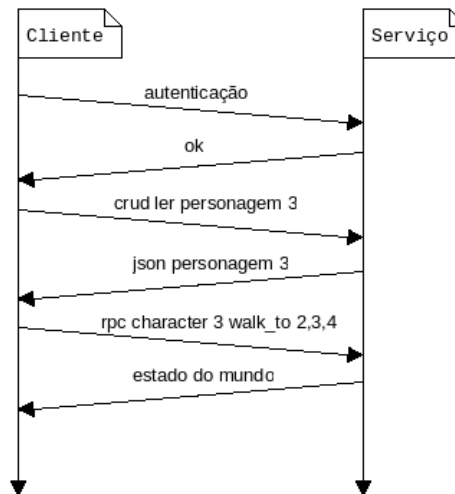 Cliente
Serviço
autenticação
ok
crud ler personagem 3
json personagem 3
rpc character 3 walk_to 2,3,4
estado do mundo